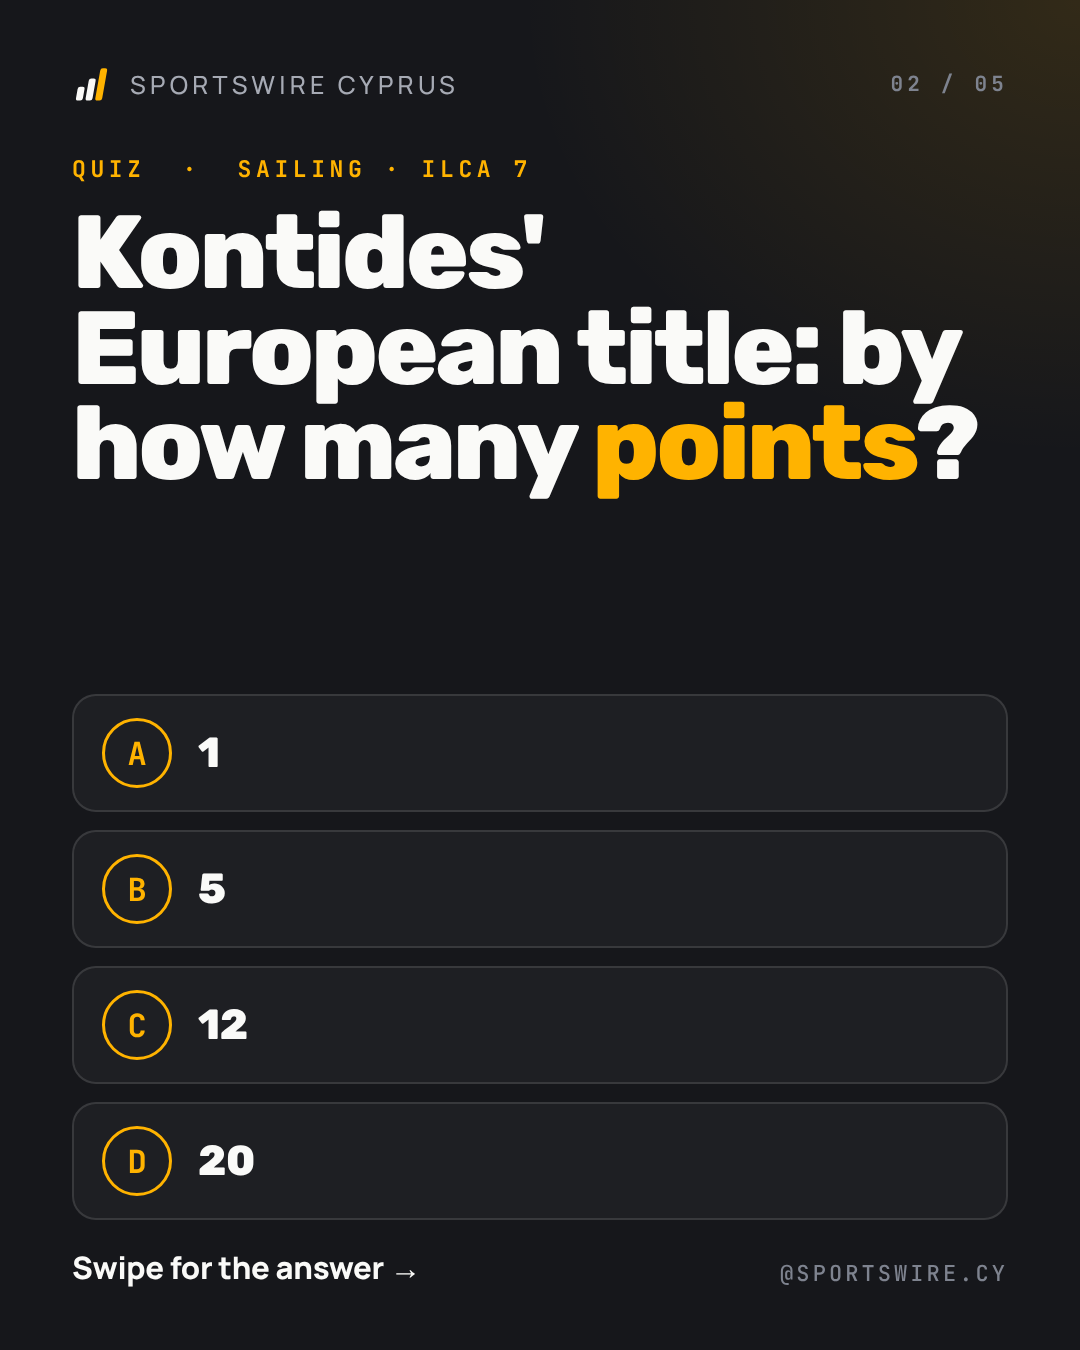 SPORTSWIRE CYPRUS
02 / 05
QUIZ · SAILING · ILCA 7
Kontides'
European title: by
how many points?
A 1
B 5
C 12
D 20
Swipe for the answer →
@SPORTSWIRE.CY